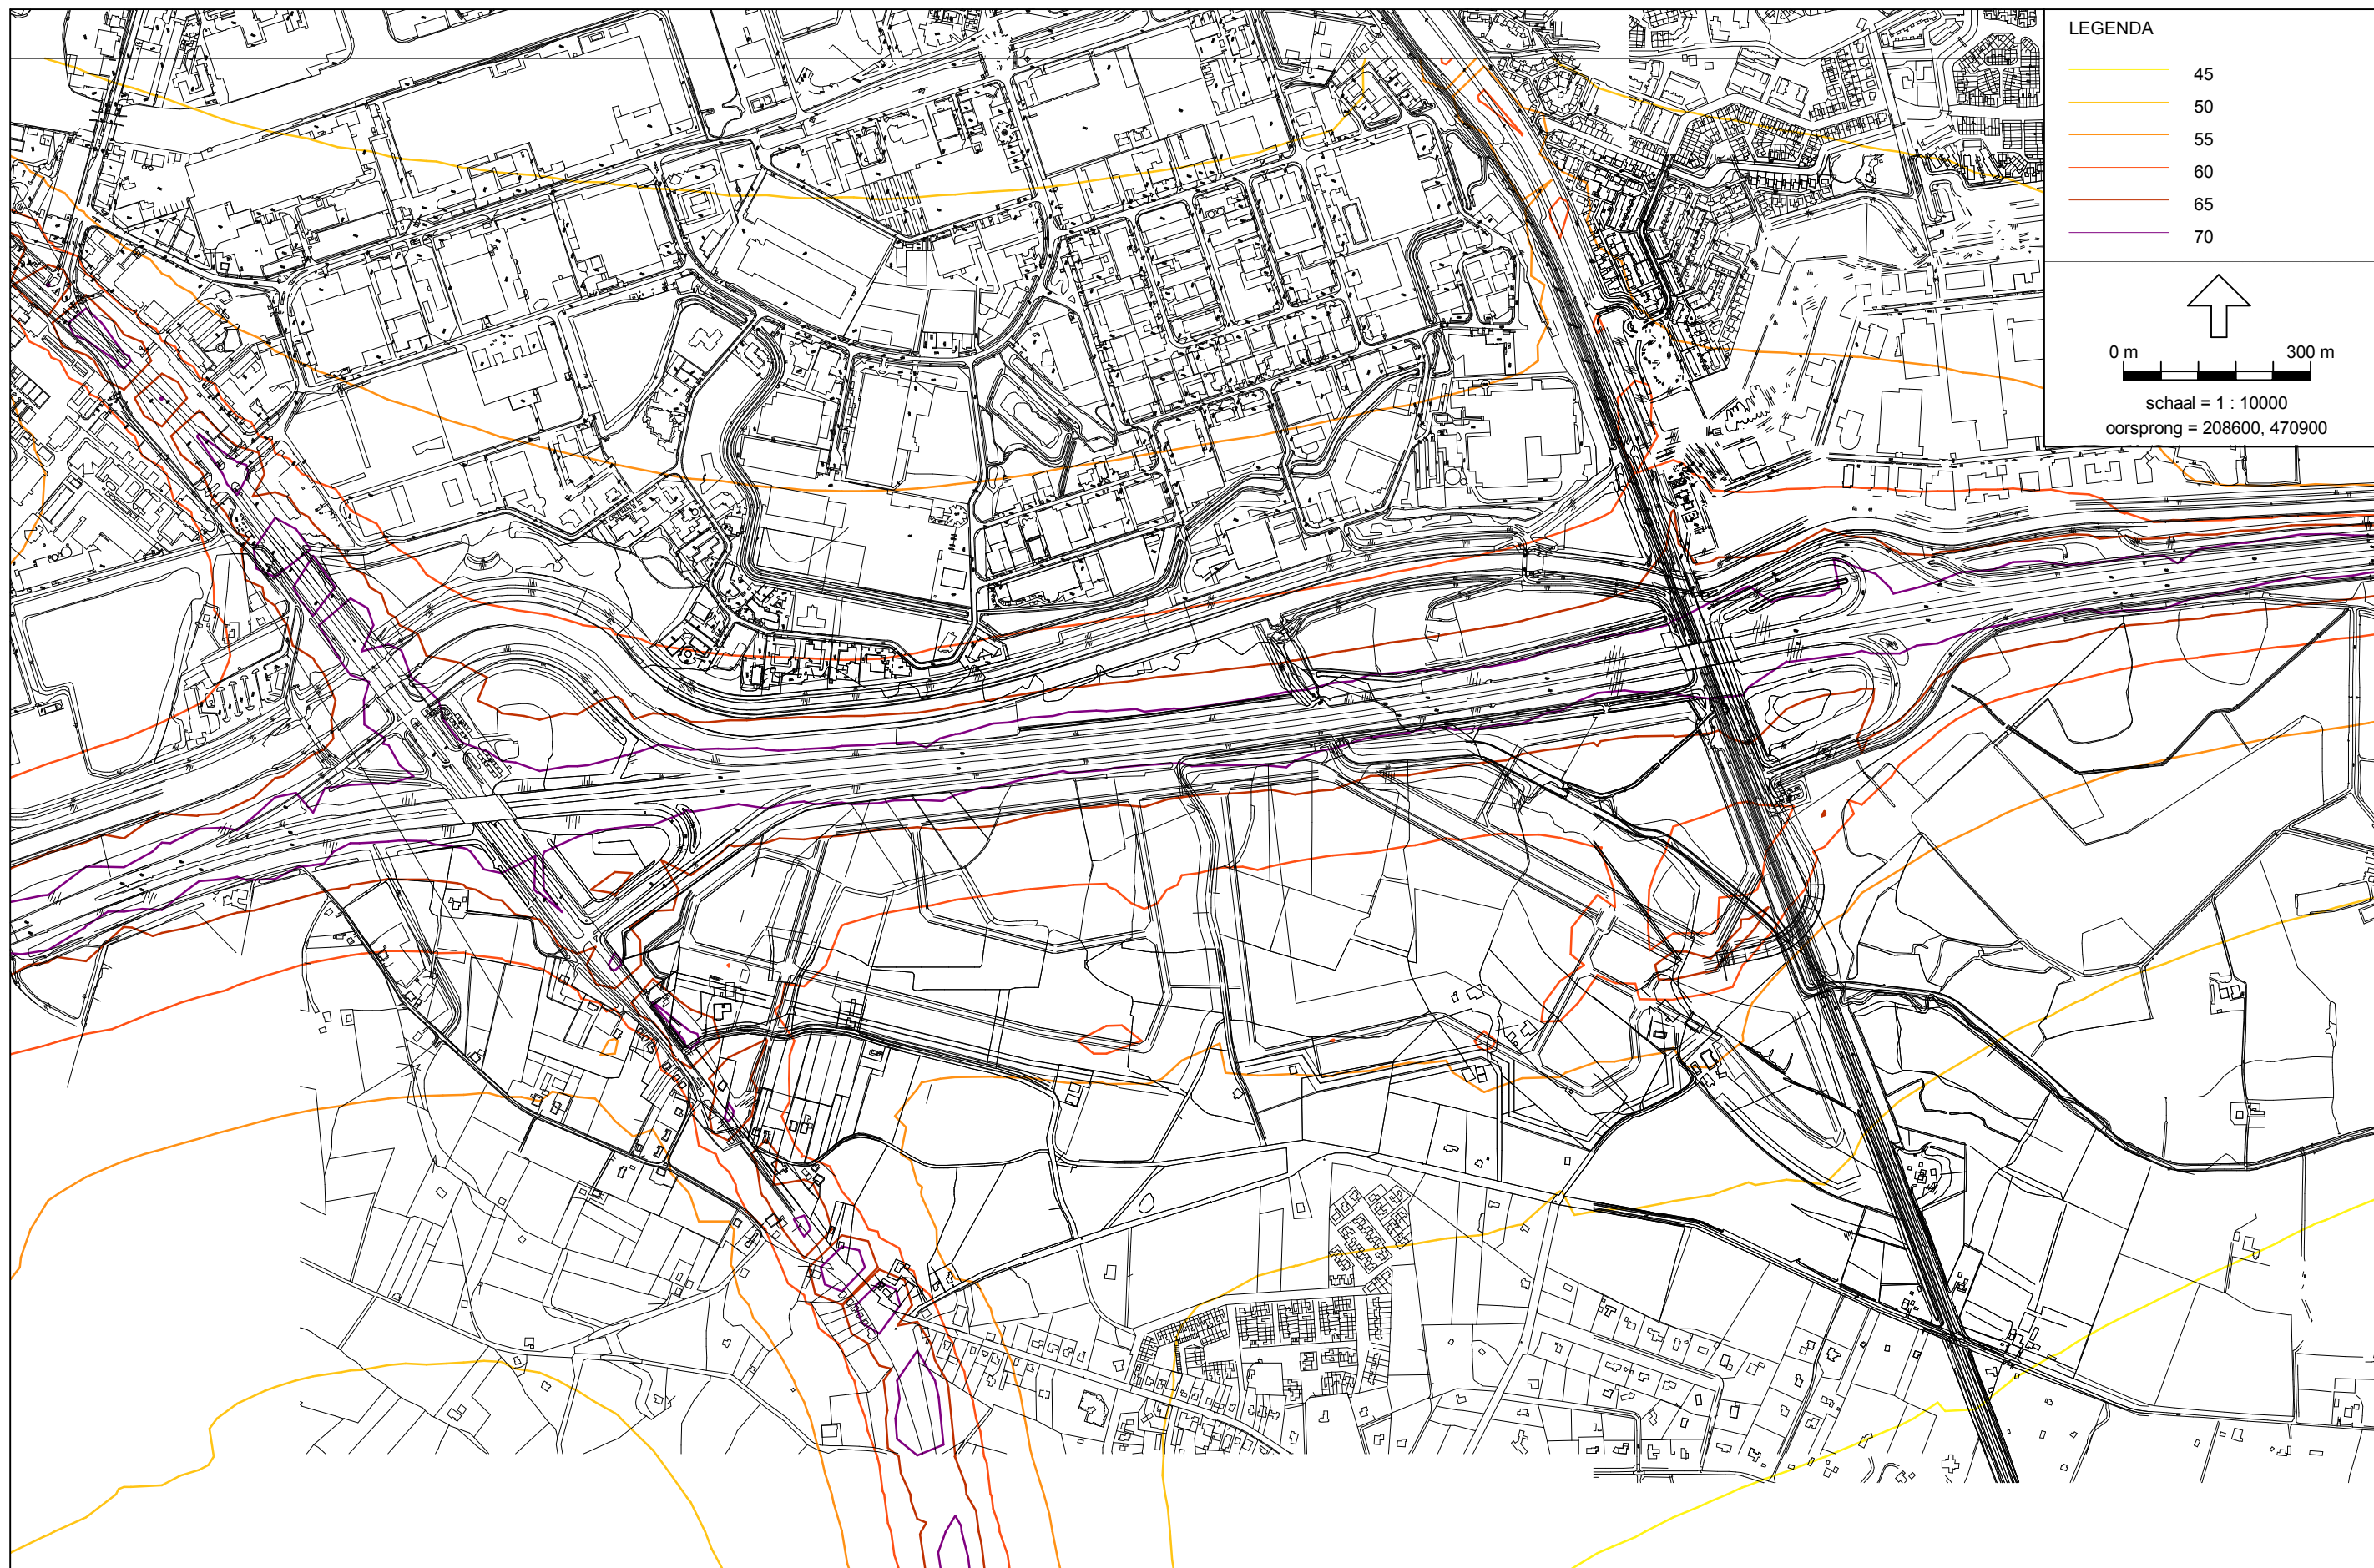 LEGENDA
45
50
55
60
65
70
0 m 300 m
schaal = 1 : 10000
oorsprong = 208600, 470900